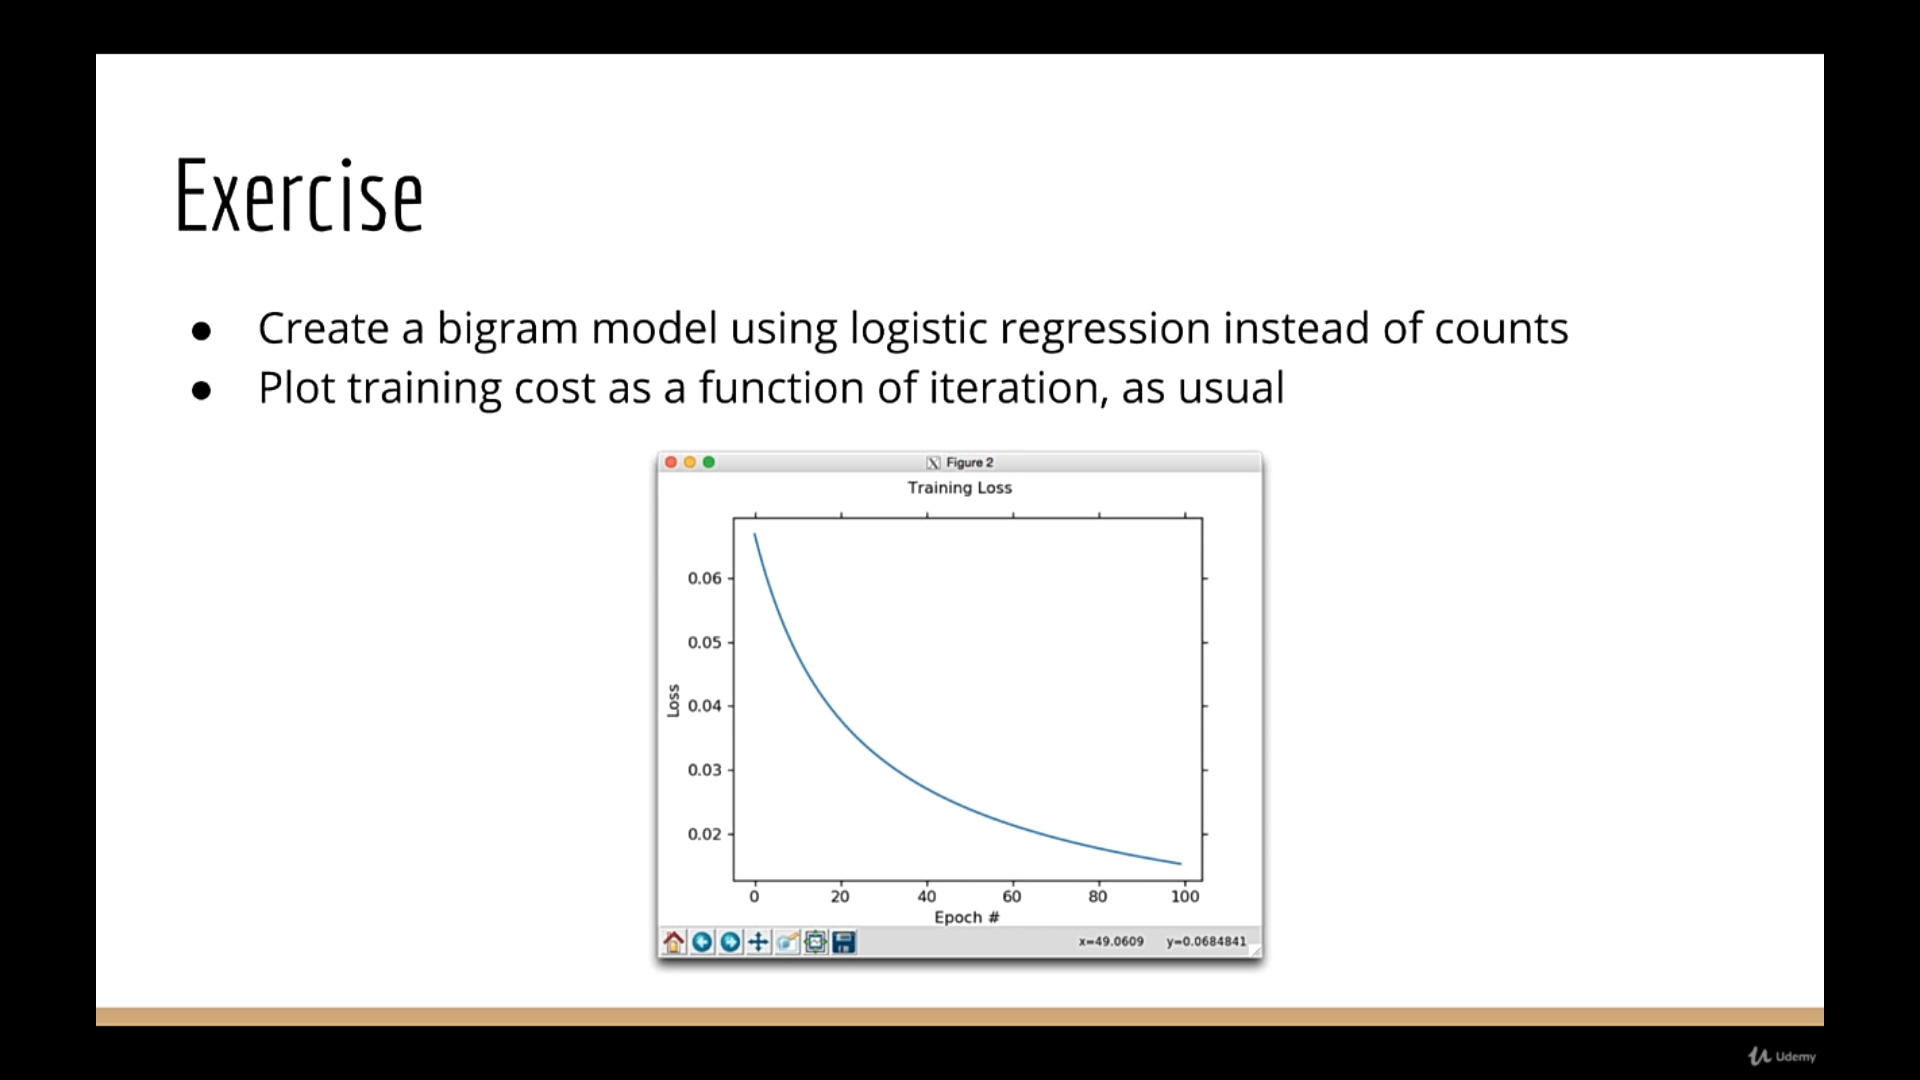 Exercise
● Create a bigram model using logistic regression instead of counts
● Plot training cost as a function of iteration, as usual
X Figure 2
Training Loss
0.06
0.05
0.04
0.03
0.02
Loss
0 20 40 60 80 100
Epoch #
x=49.0609 y=0.0684841
Udemy